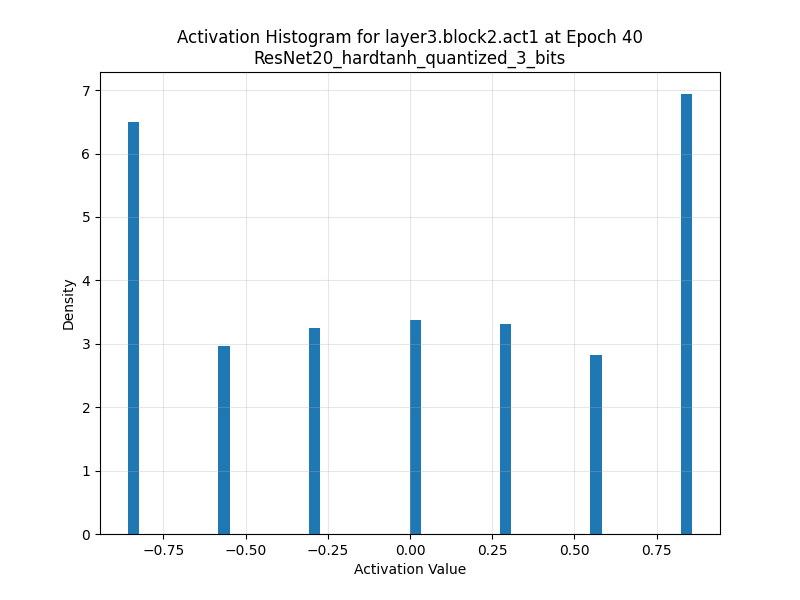 Activation Histogram for layer3.block2.act1 at Epoch 40
ResNet20_hardtanh_quantized_3_bits
7
6
5
4
3
2
1
0
Density
−0.75 −0.50 −0.25 0.00 0.25 0.50 0.75
Activation Value